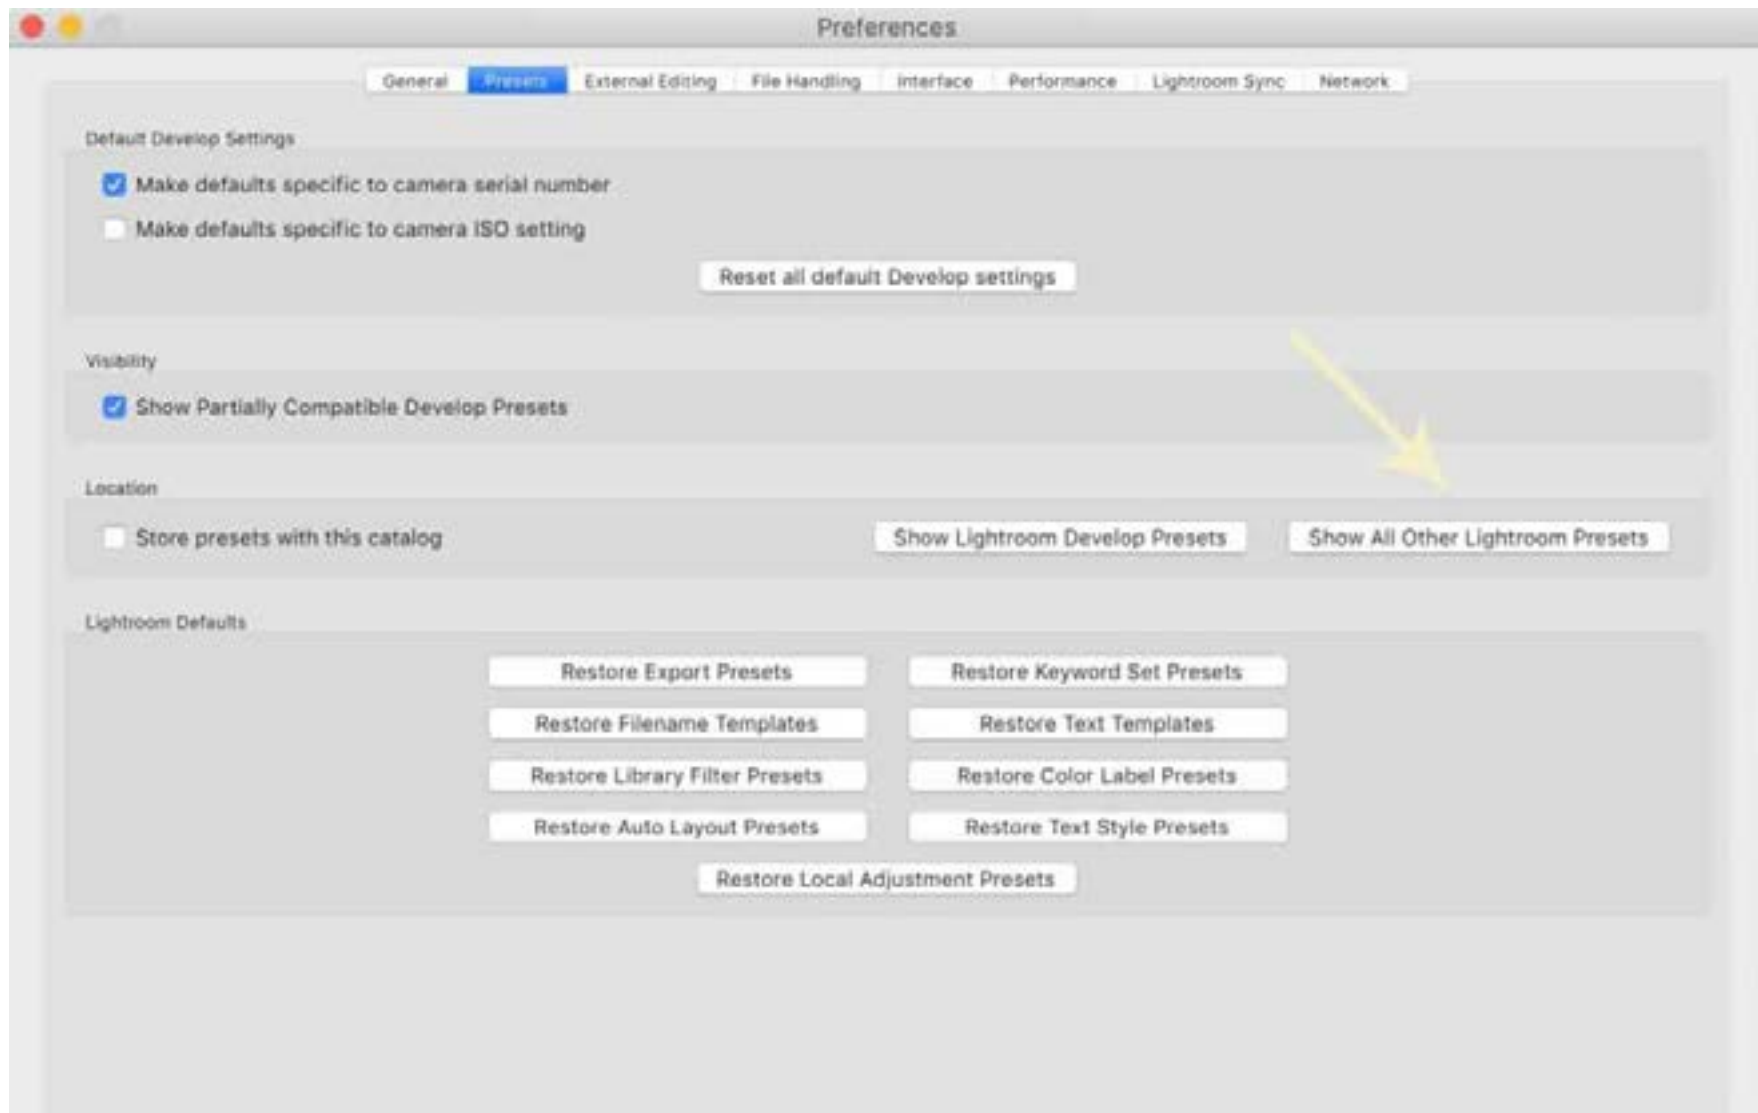 Preferences
General Presets External Editing File Handling Interface Performance Lightroom Sync Network
Default Develop Settings
Make defaults specific to camera serial number
Make defaults specific to camera ISO setting
Reset all default Develop settings
Visibility
Show Partially Compatible Develop Presets
Location
Store presets with this catalog Show Lightroom Develop Presets Show All Other Lightroom Presets
Lightroom Defaults
Restore Export Presets Restore Keyword Set Presets
Restore Filename Templates Restore Text Templates
Restore Library Filter Presets Restore Color Label Presets
Restore Auto Layout Presets Restore Text Style Presets
Restore Local Adjustment Presets